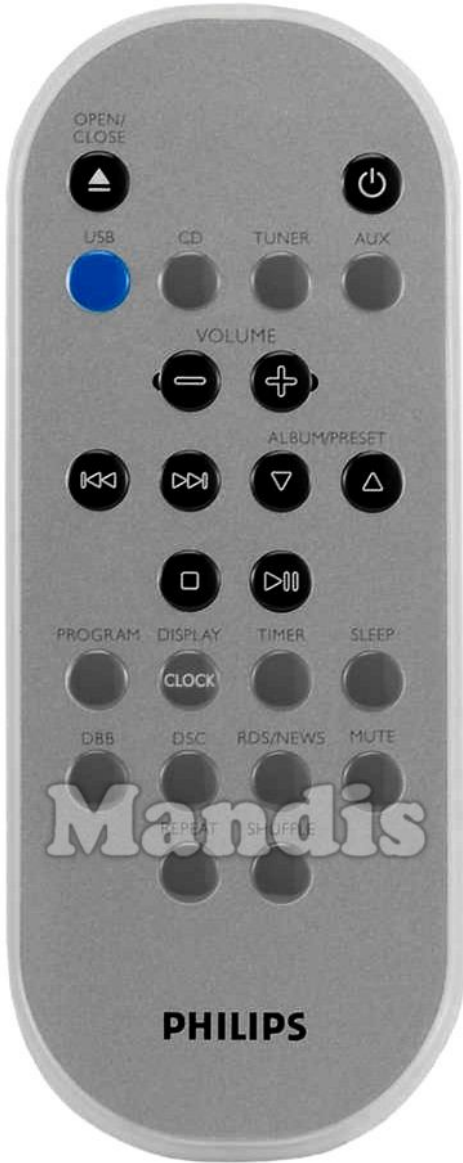 OPEN/
CLOSE
USB CD TUNER AUX
VOLUME
ALBUM/PRESET
PROGRAM DISPLAY TIMER SLEEP
CLOCK
DBB DSC RDS/NEWS MUTE
Mandis
REPEAT SHUFFLE
PHILIPS